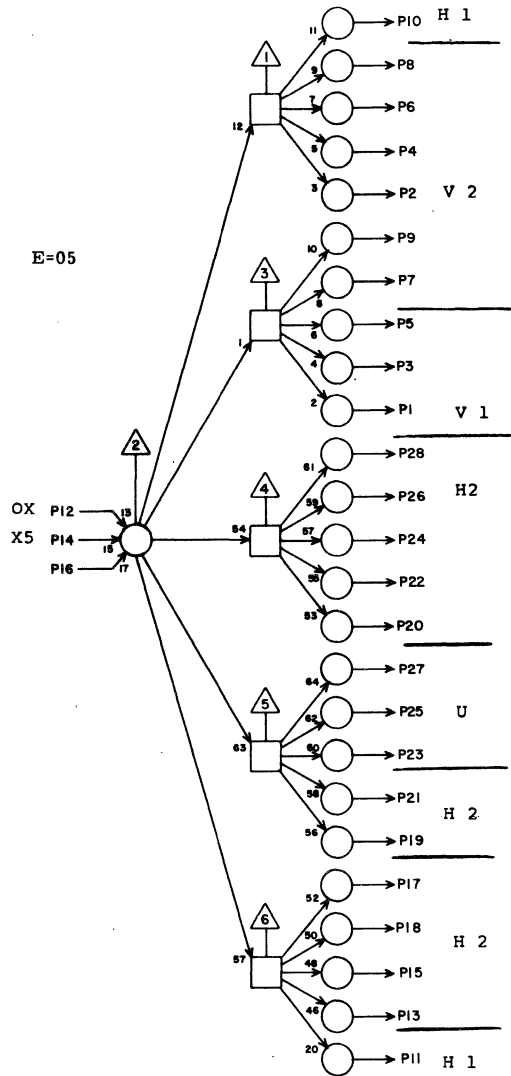 11 P10 H 1
1
9 P8
7 P6
12
5 P4
3 P2 V 2
10 P9
E=05
3
8 P7
6 P5
1
4 P3
2 P1 V 1
2
61 P28
4
59 P26 H2
OX P12 13
X5 P14 15
54 57 P24
P16 17
55 P22
53 P20
64 P27
5
62 P25 U
63 60 P23
58 P21
H 2
56 P19
52 P17
6
50 P18
H 2
57 48 P15
46 P13
20 P11 H 1